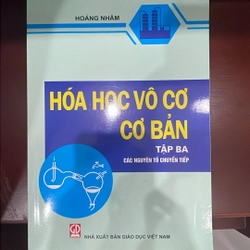 HOÀNG NHÂM
HÓA HỌC VÔ CƠ
CƠ BẢN
TẬP BA
CÁC NGUYÊN TỐ CHUYỂN TIẾP
NHÀ XUẤT BẢN GIÁO DỤC VIỆT NAM